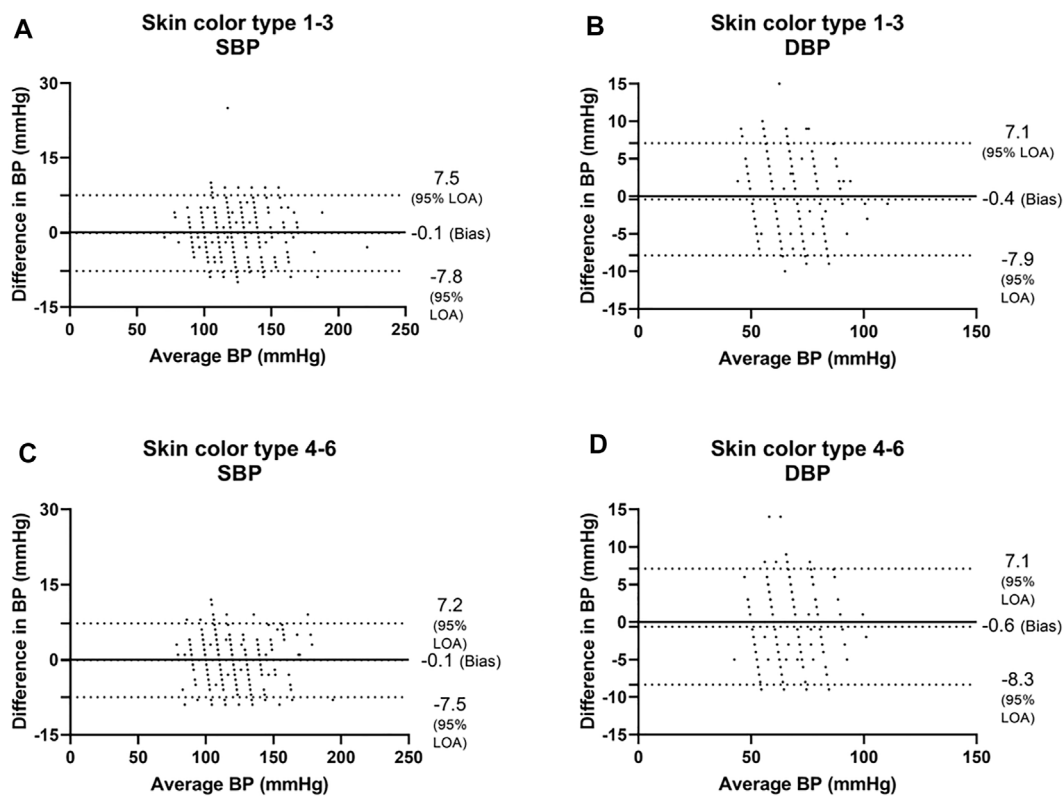 A
Skin color type 1-3
SBP
Difference in BP (mmHg)
30
15
0
-15
0
50
100
150
200
250
Average BP (mmHg)
7.5
(95% LOA)
-0.1 (Bias)
-7.8
(95%
LOA)
B
Skin color type 1-3
DBP
Difference in BP (mmHg)
15
10
5
0
-5
-10
-15
0
50
100
150
Average BP (mmHg)
7.1
(95% LOA)
-0.4 (Bias)
-7.9
(95%
LOA)
C
Skin color type 4-6
SBP
Difference in BP (mmHg)
30
15
0
-15
0
50
100
150
200
250
Average BP (mmHg)
7.2
(95%
LOA)
-0.1 (Bias)
-7.5
(95%
LOA)
D
Skin color type 4-6
DBP
Difference in BP (mmHg)
15
10
5
0
-5
-10
-15
0
50
100
150
Average BP (mmHg)
7.1
(95%
LOA)
-0.6 (Bias)
-8.3
(95%
LOA)